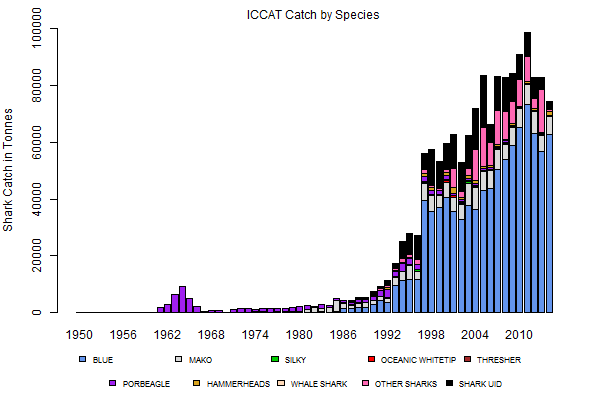 ICCAT Catch by Species
Shark Catch in Tonnes
100000
80000
60000
40000
20000
0
1950 1956 1962 1968 1974 1980 1986 1992 1998 2004 2010
BLUE MAKO SILKY OCEANIC WHITETIP THRESHER
PORBEAGLE HAMMERHEADS WHALE SHARK OTHER SHARKS SHARK UID